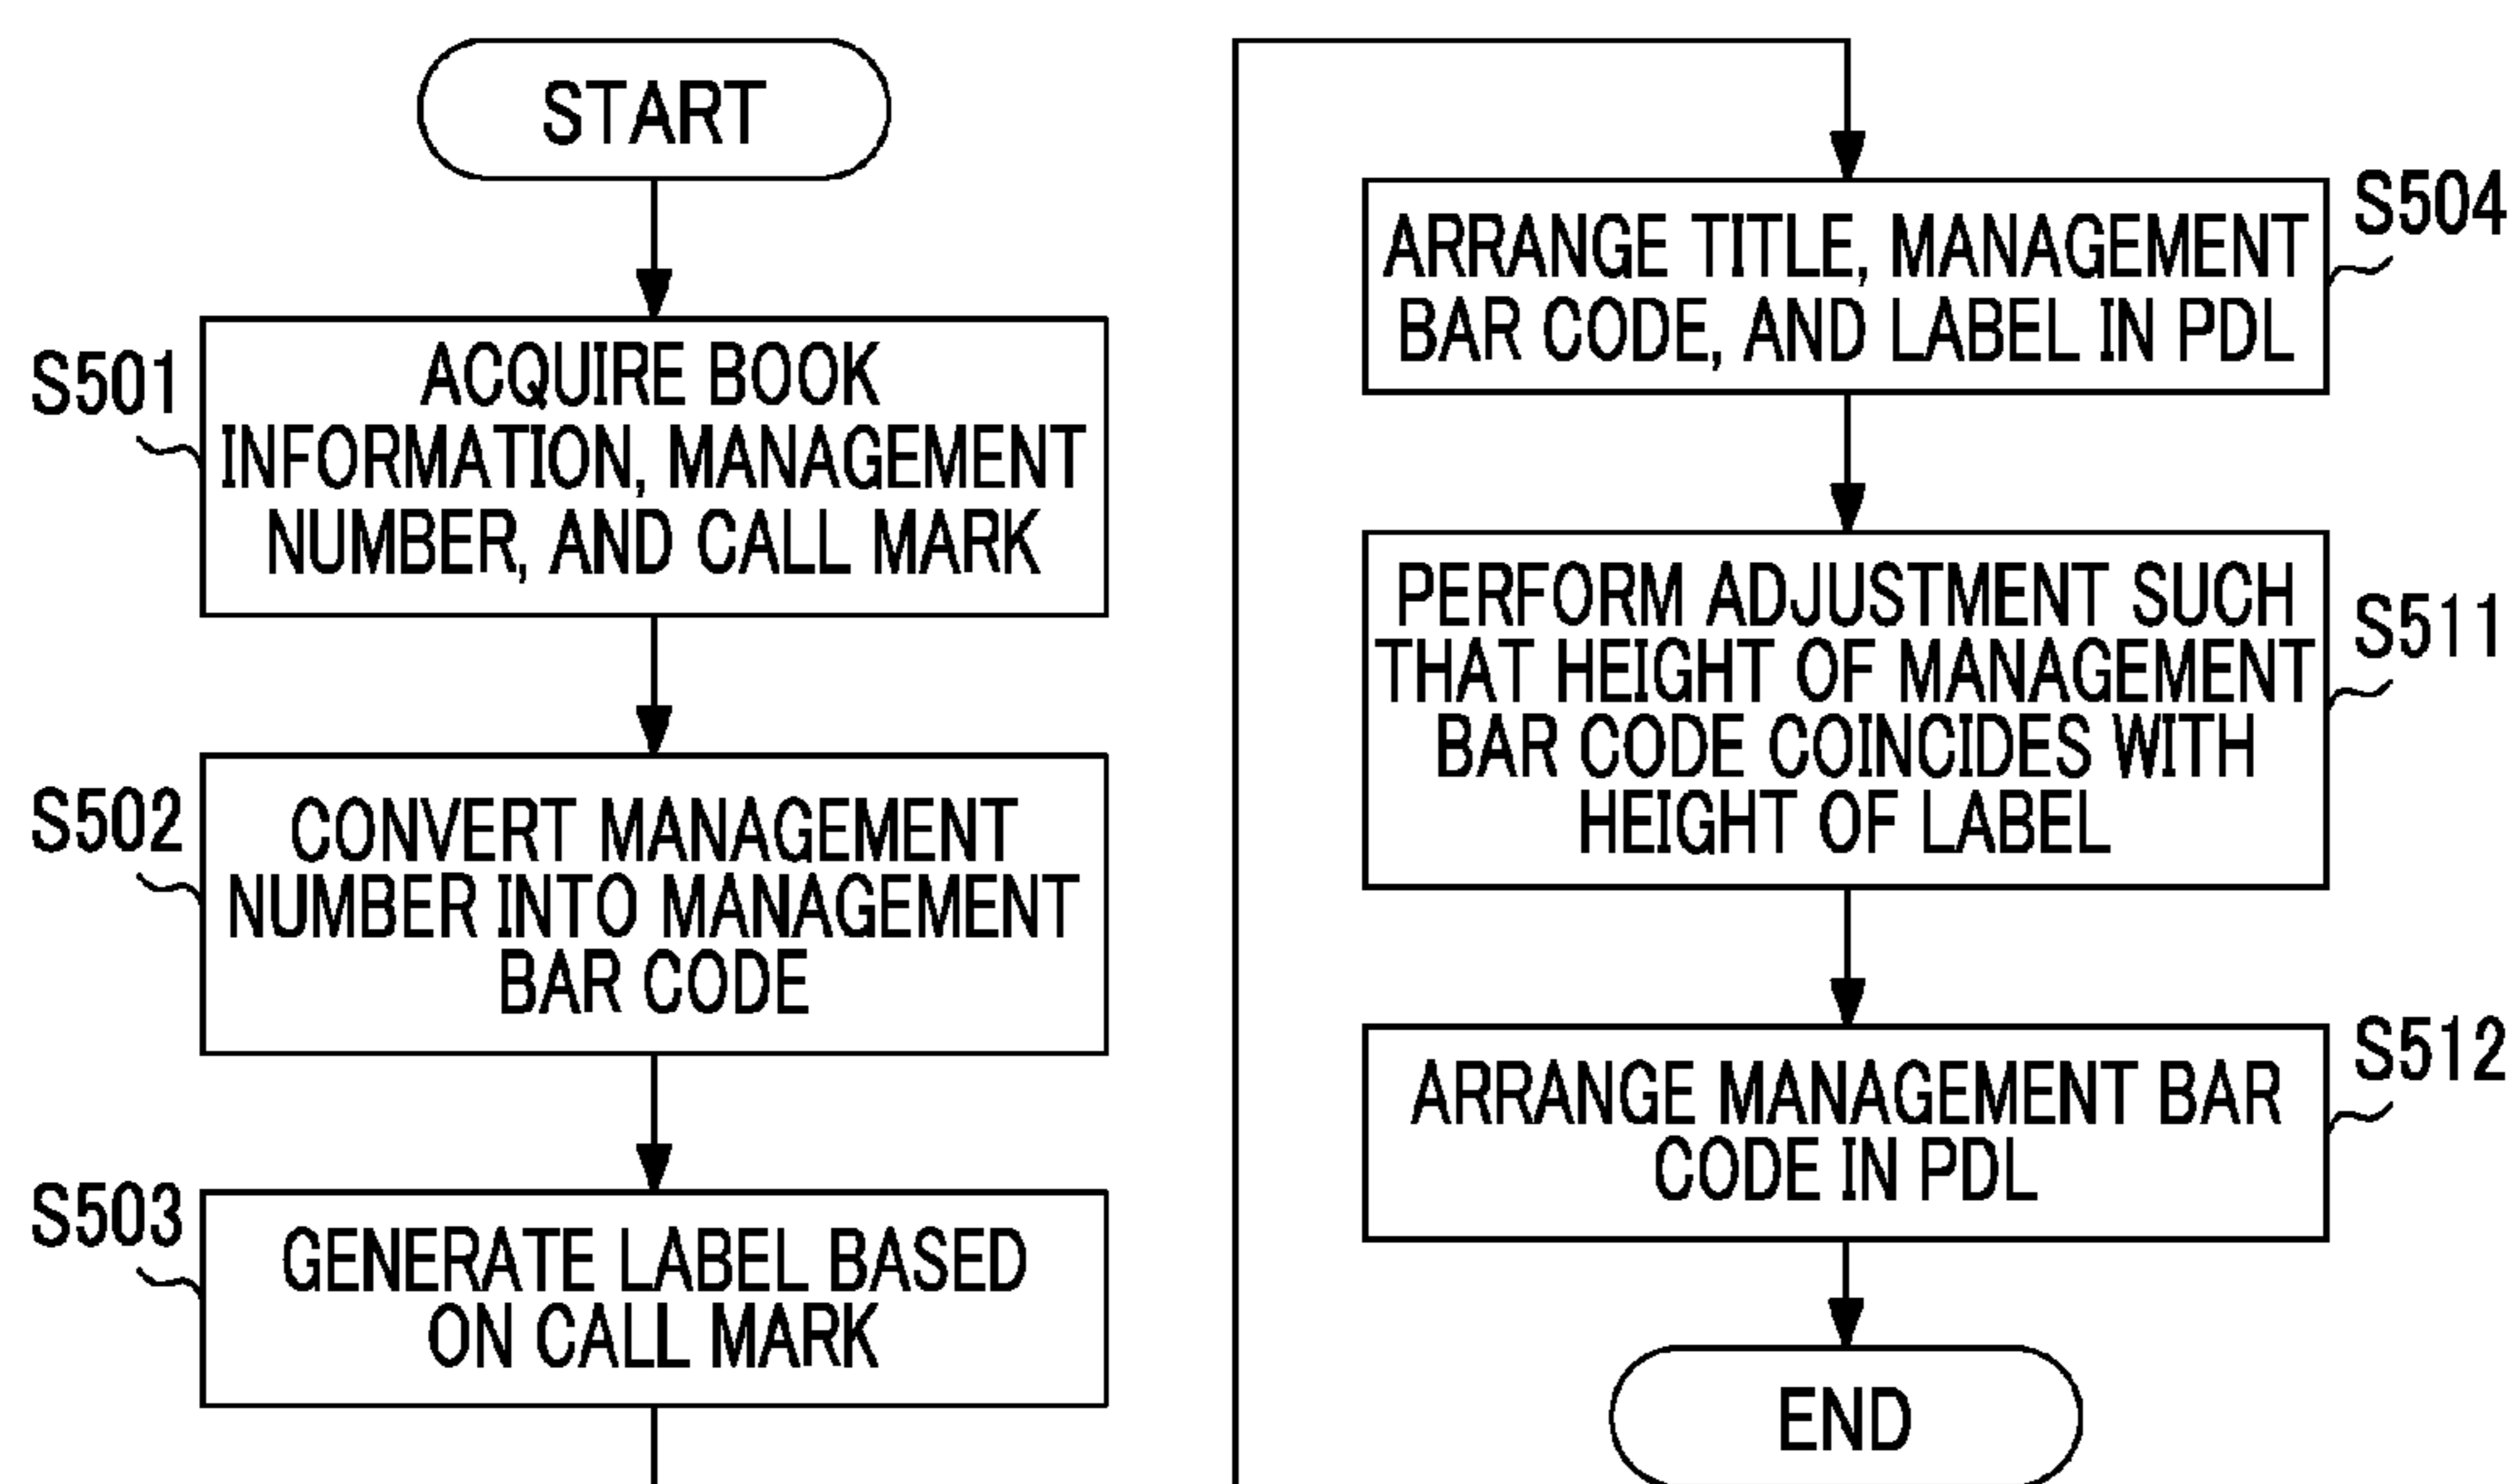 START
S501
ACQUIRE BOOK
INFORMATION, MANAGEMENT
NUMBER, AND CALL MARK
S502
CONVERT MANAGEMENT
NUMBER INTO MANAGEMENT
BAR CODE
S503
GENERATE LABEL BASED
ON CALL MARK
S504
ARRANGE TITLE, MANAGEMENT
BAR CODE, AND LABEL IN PDL
S511
PERFORM ADJUSTMENT SUCH
THAT HEIGHT OF MANAGEMENT
BAR CODE COINCIDES WITH
HEIGHT OF LABEL
S512
ARRANGE MANAGEMENT BAR
CODE IN PDL
END